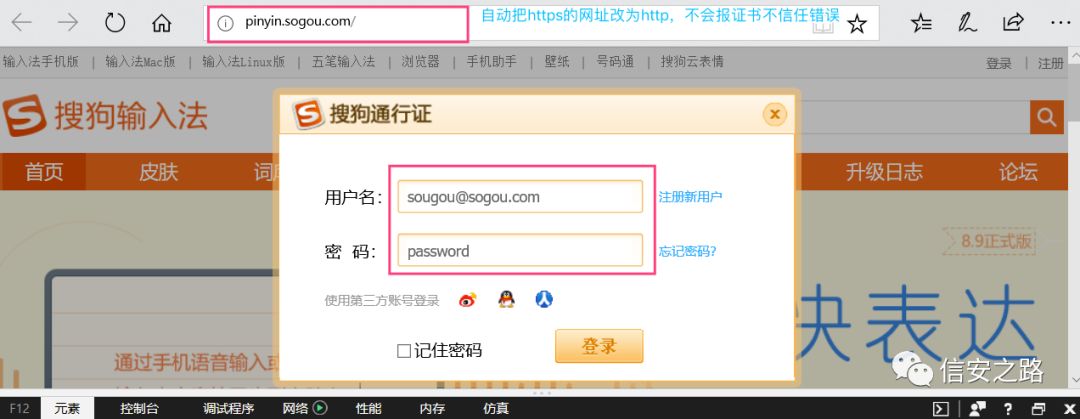 pinyin.sogou.com/
自动把https的网址改为http，不会报证书不信任错误
输入法手机版 | 输入法Mac版 | 输入法Linux版 | 五笔输入法 | 浏览器 | 手机助手 | 壁纸 | 号码通 | 搜狗云表情
登录 | 注册
S 搜狗输入法
S 搜狗通行证
首页 皮肤 词 升级日志 论坛
用户名： sougou@sogou.com 注册新用户
密 码： password 忘记密码?
8.9正式版
使用第三方账号登录
记住密码 登录
快表达
通过手机语音输入或
信安之路
F12 元素 控制台 调试程序 网络 性能 内存 仿真